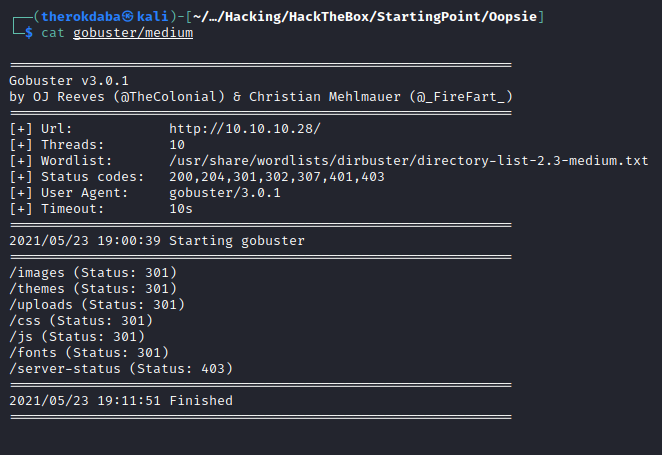 (therokdaba㉿kali)-[~/…/Hacking/HackTheBox/StartingPoint/Oopsie]
$ cat gobuster/medium
===============================================================
Gobuster v3.0.1
by OJ Reeves (@TheColonial) & Christian Mehlmauer (@_FireFart_)
===============================================================
[+] Url:            http://10.10.10.28/
[+] Threads:        10
[+] Wordlist:       /usr/share/wordlists/dirbuster/directory-list-2.3-medium.txt
[+] Status codes:   200,204,301,302,307,401,403
[+] User Agent:     gobuster/3.0.1
[+] Timeout:        10s
===============================================================
2021/05/23 19:00:39 Starting gobuster
===============================================================
/images (Status: 301)
/themes (Status: 301)
/uploads (Status: 301)
/css (Status: 301)
/js (Status: 301)
/fonts (Status: 301)
/server-status (Status: 403)
===============================================================
2021/05/23 19:11:51 Finished
===============================================================